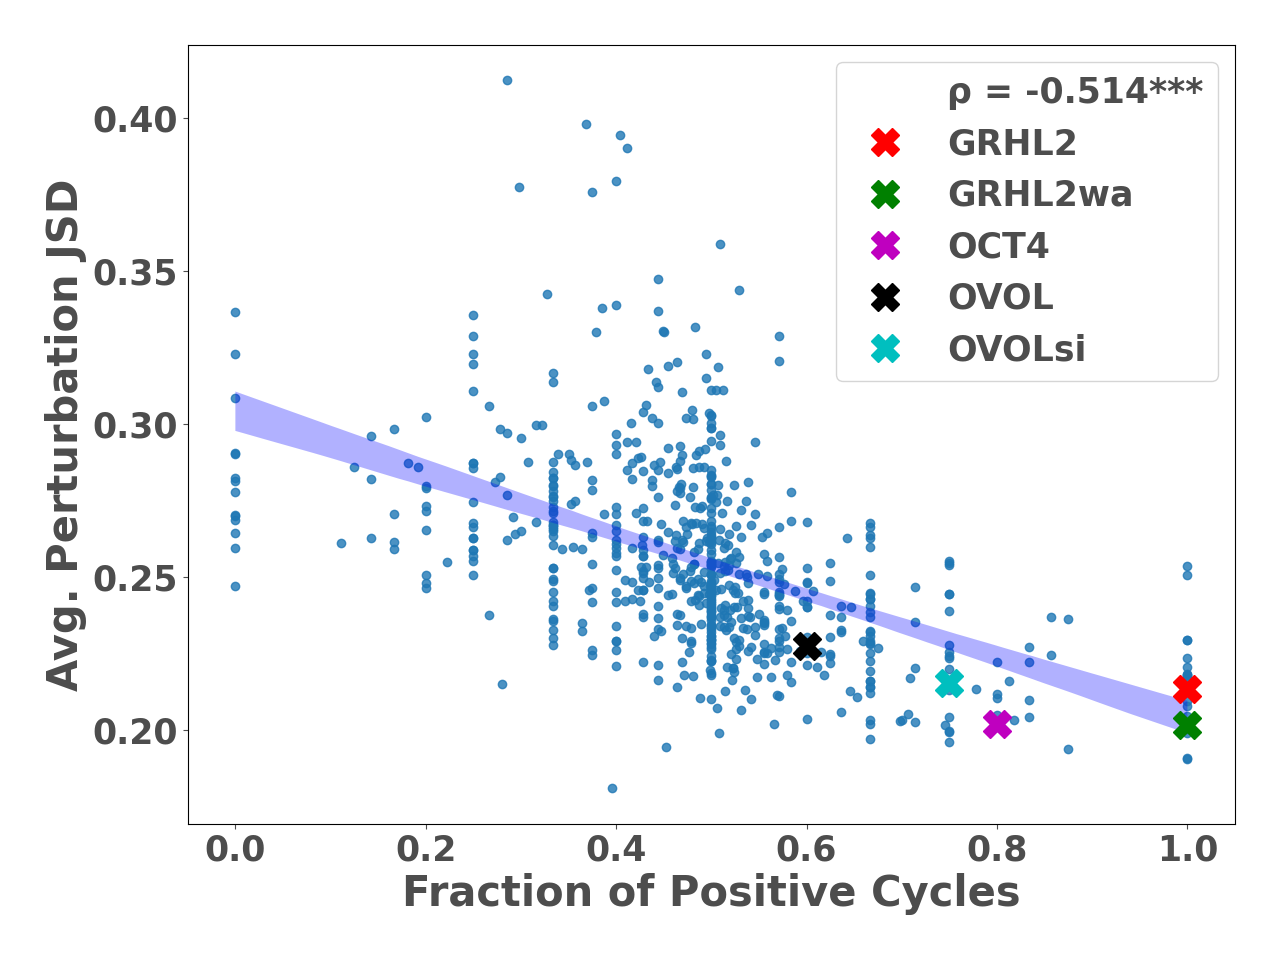 ρ = -0.514***
GRHL2
GRHL2wa
OCT4
OVOL
OVOLsi
0.40
0.35
0.30
0.25
0.20
Avg. Perturbation JSD
0.0 0.2 0.4 0.6 0.8 1.0
Fraction of Positive Cycles